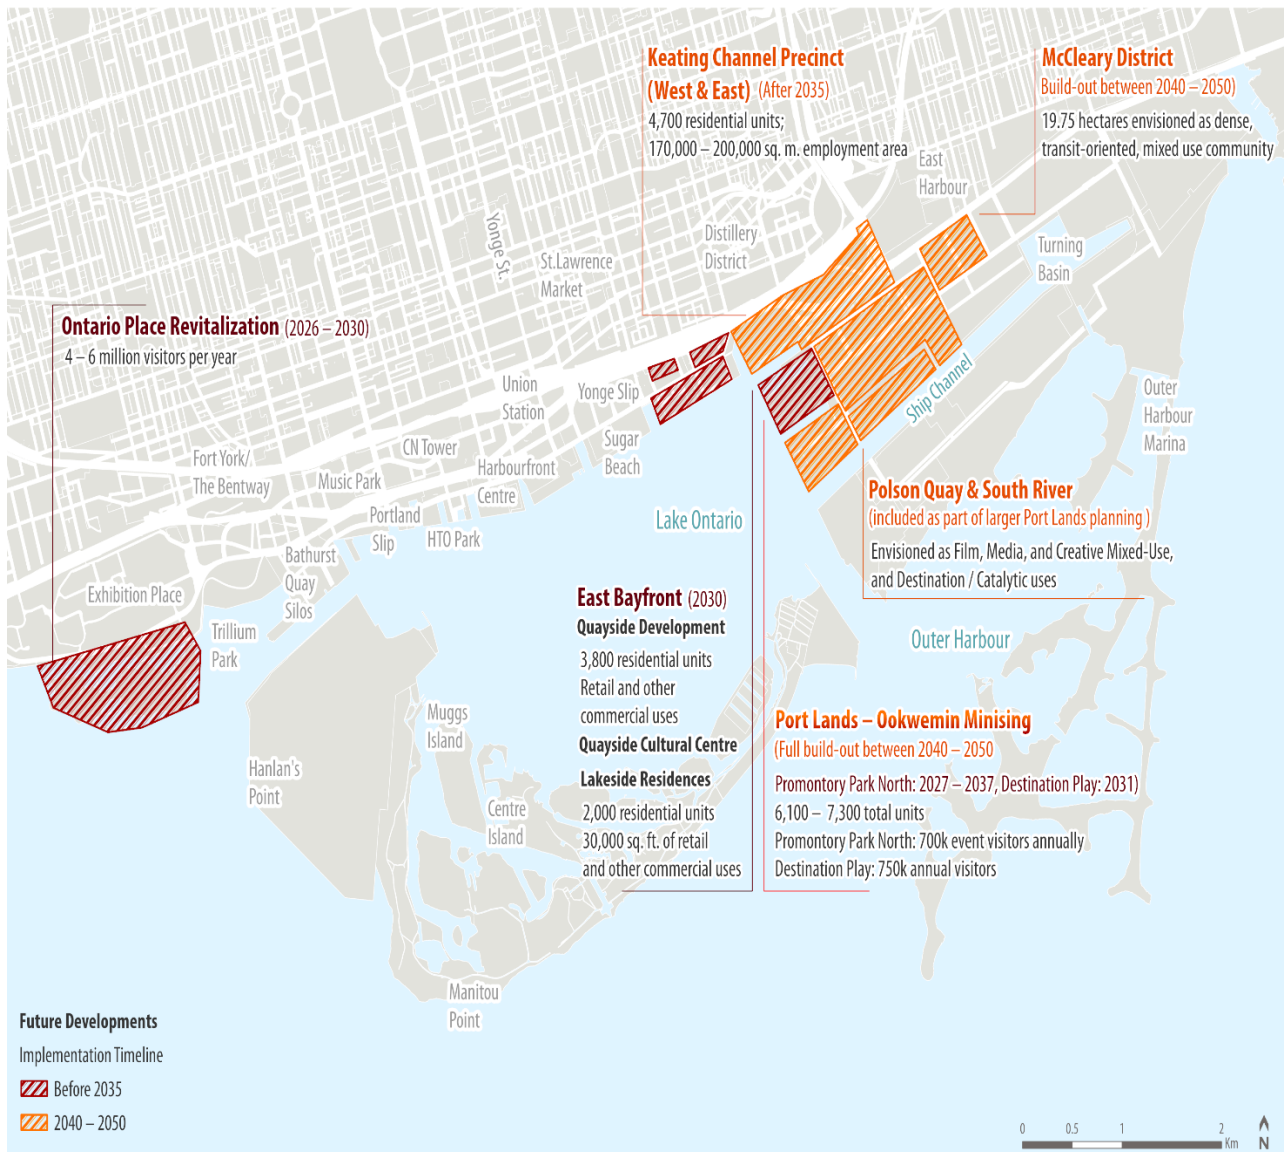 Keating Channel Precinct
(West & East) (After 2035)
4,700 residential units;
170,000 – 200,000 sq. m. employment area
McCleary District
Build-out between 2040 – 2050)
19.75 hectares envisioned as dense,
transit-oriented, mixed use community
East
Harbour
Distillery
District
Yonge St.
St.Lawrence
Market
Turning
Basin
Ontario Place Revitalization (2026 – 2030)
4 – 6 million visitors per year
Union
Station
Yonge Slip
Ship Channel
Outer
Harbour
Marina
Sugar
Beach
CN Tower
Fort York/
The Bentway
Music Park
Harbourfront
Centre
Portland
Slip
HTO Park
Lake Ontario
Polson Quay & South River
(included as part of larger Port Lands planning )
Envisioned as Film, Media, and Creative Mixed-Use,
and Destination / Catalytic uses
Bathurst
Quay
Silos
Exhibition Place
Trillium
Park
East Bayfront (2030)
Quayside Development
3,800 residential units
Retail and other
commercial uses
Quayside Cultural Centre
Lakeside Residences
2,000 residential units
30,000 sq. ft. of retail
and other commercial uses
Outer Harbour
Port Lands – Ookwemin Minising
(Full build-out between 2040 – 2050
Promontory Park North: 2027 – 2037, Destination Play: 2031)
6,100 – 7,300 total units
Promontory Park North: 700k event visitors annually
Destination Play: 750k annual visitors
Muggs
Island
Hanlan's
Point
Centre
Island
Manitou
Point
Future Developments
Implementation Timeline
Before 2035
2040 – 2050
0 0.5 1 2
Km
N